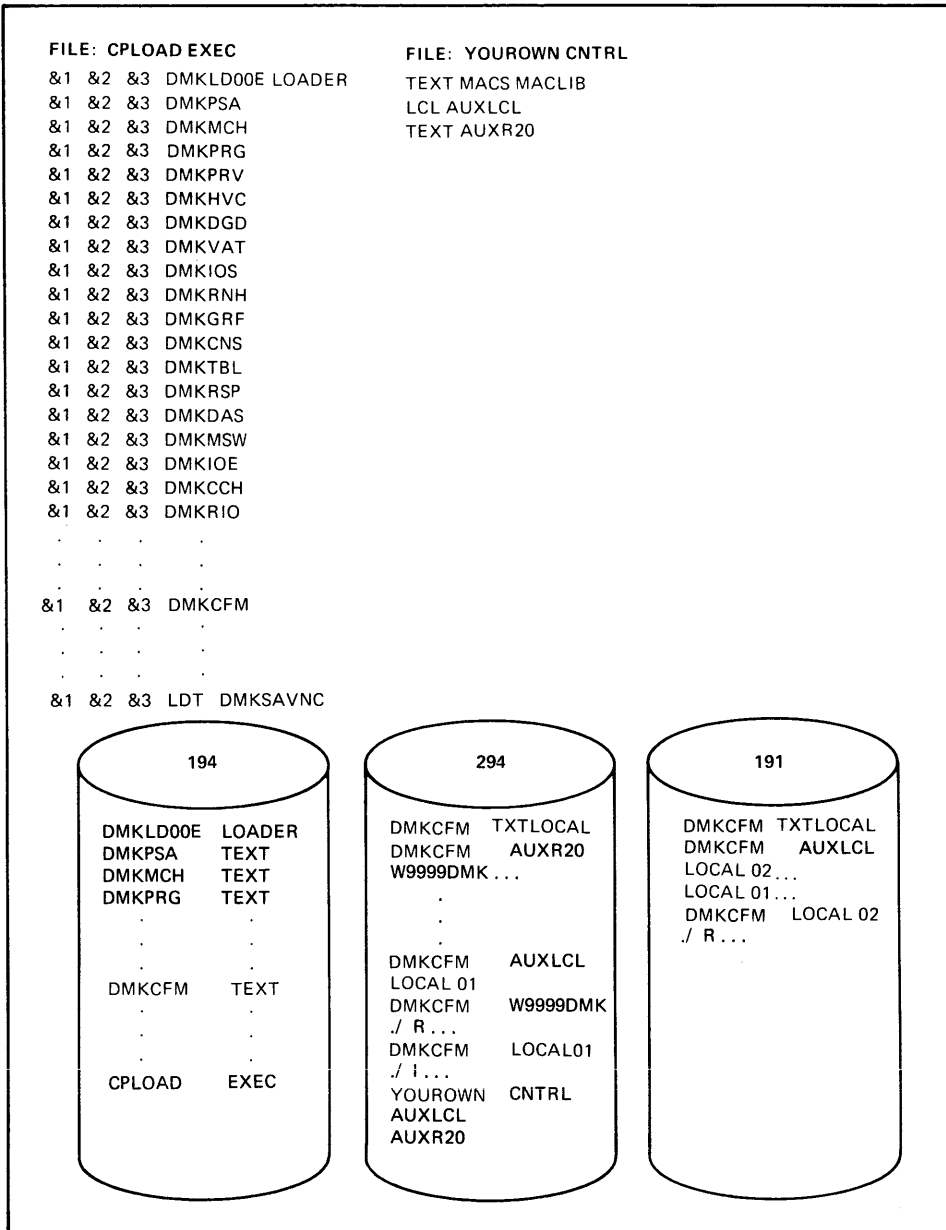 FILE: CPLOAD EXEC
&1 &2 &3 DMKLD00E LOADER
&1 &2 &3 DMKPSA
&1 &2 &3 DMKMCH
&1 &2 &3 DMKPRG
&1 &2 &3 DMKPRV
&1 &2 &3 DMKHVC
&1 &2 &3 DMKDGD
&1 &2 &3 DMKVAT
&1 &2 &3 DMKIOS
&1 &2 &3 DMKRNH
&1 &2 &3 DMKGRF
&1 &2 &3 DMKCNS
&1 &2 &3 DMKTBL
&1 &2 &3 DMKRSP
&1 &2 &3 DMKDAS
&1 &2 &3 DMKMSW
&1 &2 &3 DMKIOE
&1 &2 &3 DMKCCH
&1 &2 &3 DMKRIO
. . . .
. . . .
. . . .
&1 &2 &3 DMKCFM
. . . .
. . . .
. . . .
&1 &2 &3 LDT DMKSAVNC
FILE: YOUROWN CNTRL
TEXT MACS MACLIB
LCL AUXLCL
TEXT AUXR20
194
DMKLD00E LOADER
DMKPSA TEXT
DMKMCH TEXT
DMKPRG TEXT
. .
. .
. .
DMKCFM TEXT
. .
. .
. .
CPLOAD EXEC
294
DMKCFM TXTLOCAL
DMKCFM AUXR20
W9999DMK ...
.
.
.
DMKCFM AUXLCL
LOCAL 01
DMKCFM W9999DMK
./ R ...
DMKCFM LOCAL01
./ I ...
YOUROWN CNTRL
AUXLCL
AUXR20
191
DMKCFM TXTLOCAL
DMKCFM AUXLCL
LOCAL 02 ...
LOCAL 01 ...
DMKCFM LOCAL 02
./ R ...